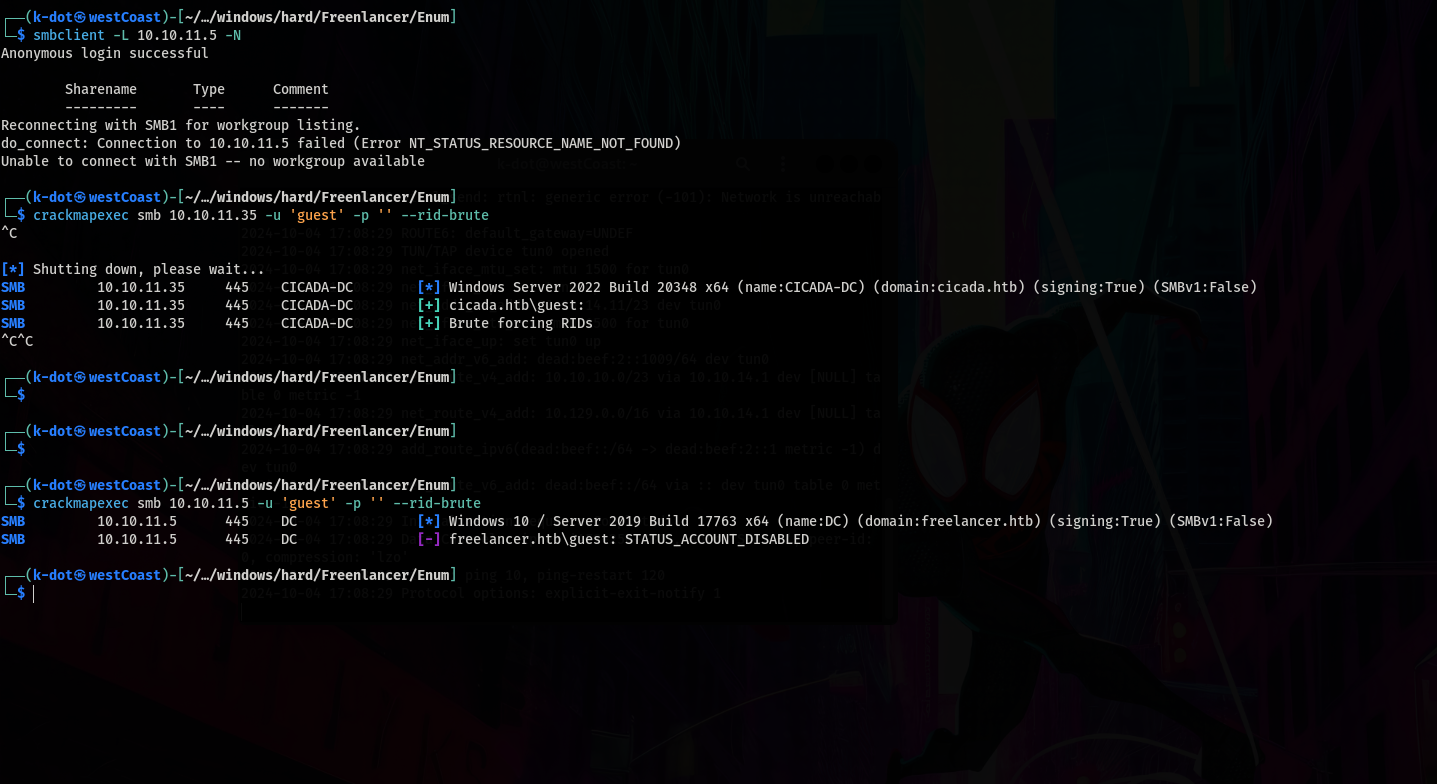 ┌──(k-dot㉿westCoast)-[~/…/windows/hard/Freenlancer/Enum]
└─$ smbclient -L 10.10.11.5 -N
Anonymous login successful
Sharename Type Comment
--------- ---- -------
Reconnecting with SMB1 for workgroup listing.
do_connect: Connection to 10.10.11.5 failed (Error NT_STATUS_RESOURCE_NAME_NOT_FOUND)
Unable to connect with SMB1 -- no workgroup available
┌──(k-dot㉿westCoast)-[~/…/windows/hard/Freenlancer/Enum]
└─$ crackmapexec smb 10.10.11.35 -u 'guest' -p '' --rid-brute
^C
[*] Shutting down, please wait...
SMB 10.10.11.35 445 CICADA-DC [*] Windows Server 2022 Build 20348 x64 (name:CICADA-DC) (domain:cicada.htb) (signing:True) (SMBv1:False)
SMB 10.10.11.35 445 CICADA-DC [+] cicada.htb\guest:
SMB 10.10.11.35 445 CICADA-DC [+] Brute forcing RIDs
^C^C
┌──(k-dot㉿westCoast)-[~/…/windows/hard/Freenlancer/Enum]
└─$
┌──(k-dot㉿westCoast)-[~/…/windows/hard/Freenlancer/Enum]
└─$
┌──(k-dot㉿westCoast)-[~/…/windows/hard/Freenlancer/Enum]
└─$ crackmapexec smb 10.10.11.5 -u 'guest' -p '' --rid-brute
SMB 10.10.11.5 445 DC [*] Windows 10 / Server 2019 Build 17763 x64 (name:DC) (domain:freelancer.htb) (signing:True) (SMBv1:False)
SMB 10.10.11.5 445 DC [-] freelancer.htb\guest: STATUS_ACCOUNT_DISABLED
┌──(k-dot㉿westCoast)-[~/…/windows/hard/Freenlancer/Enum]
└─$